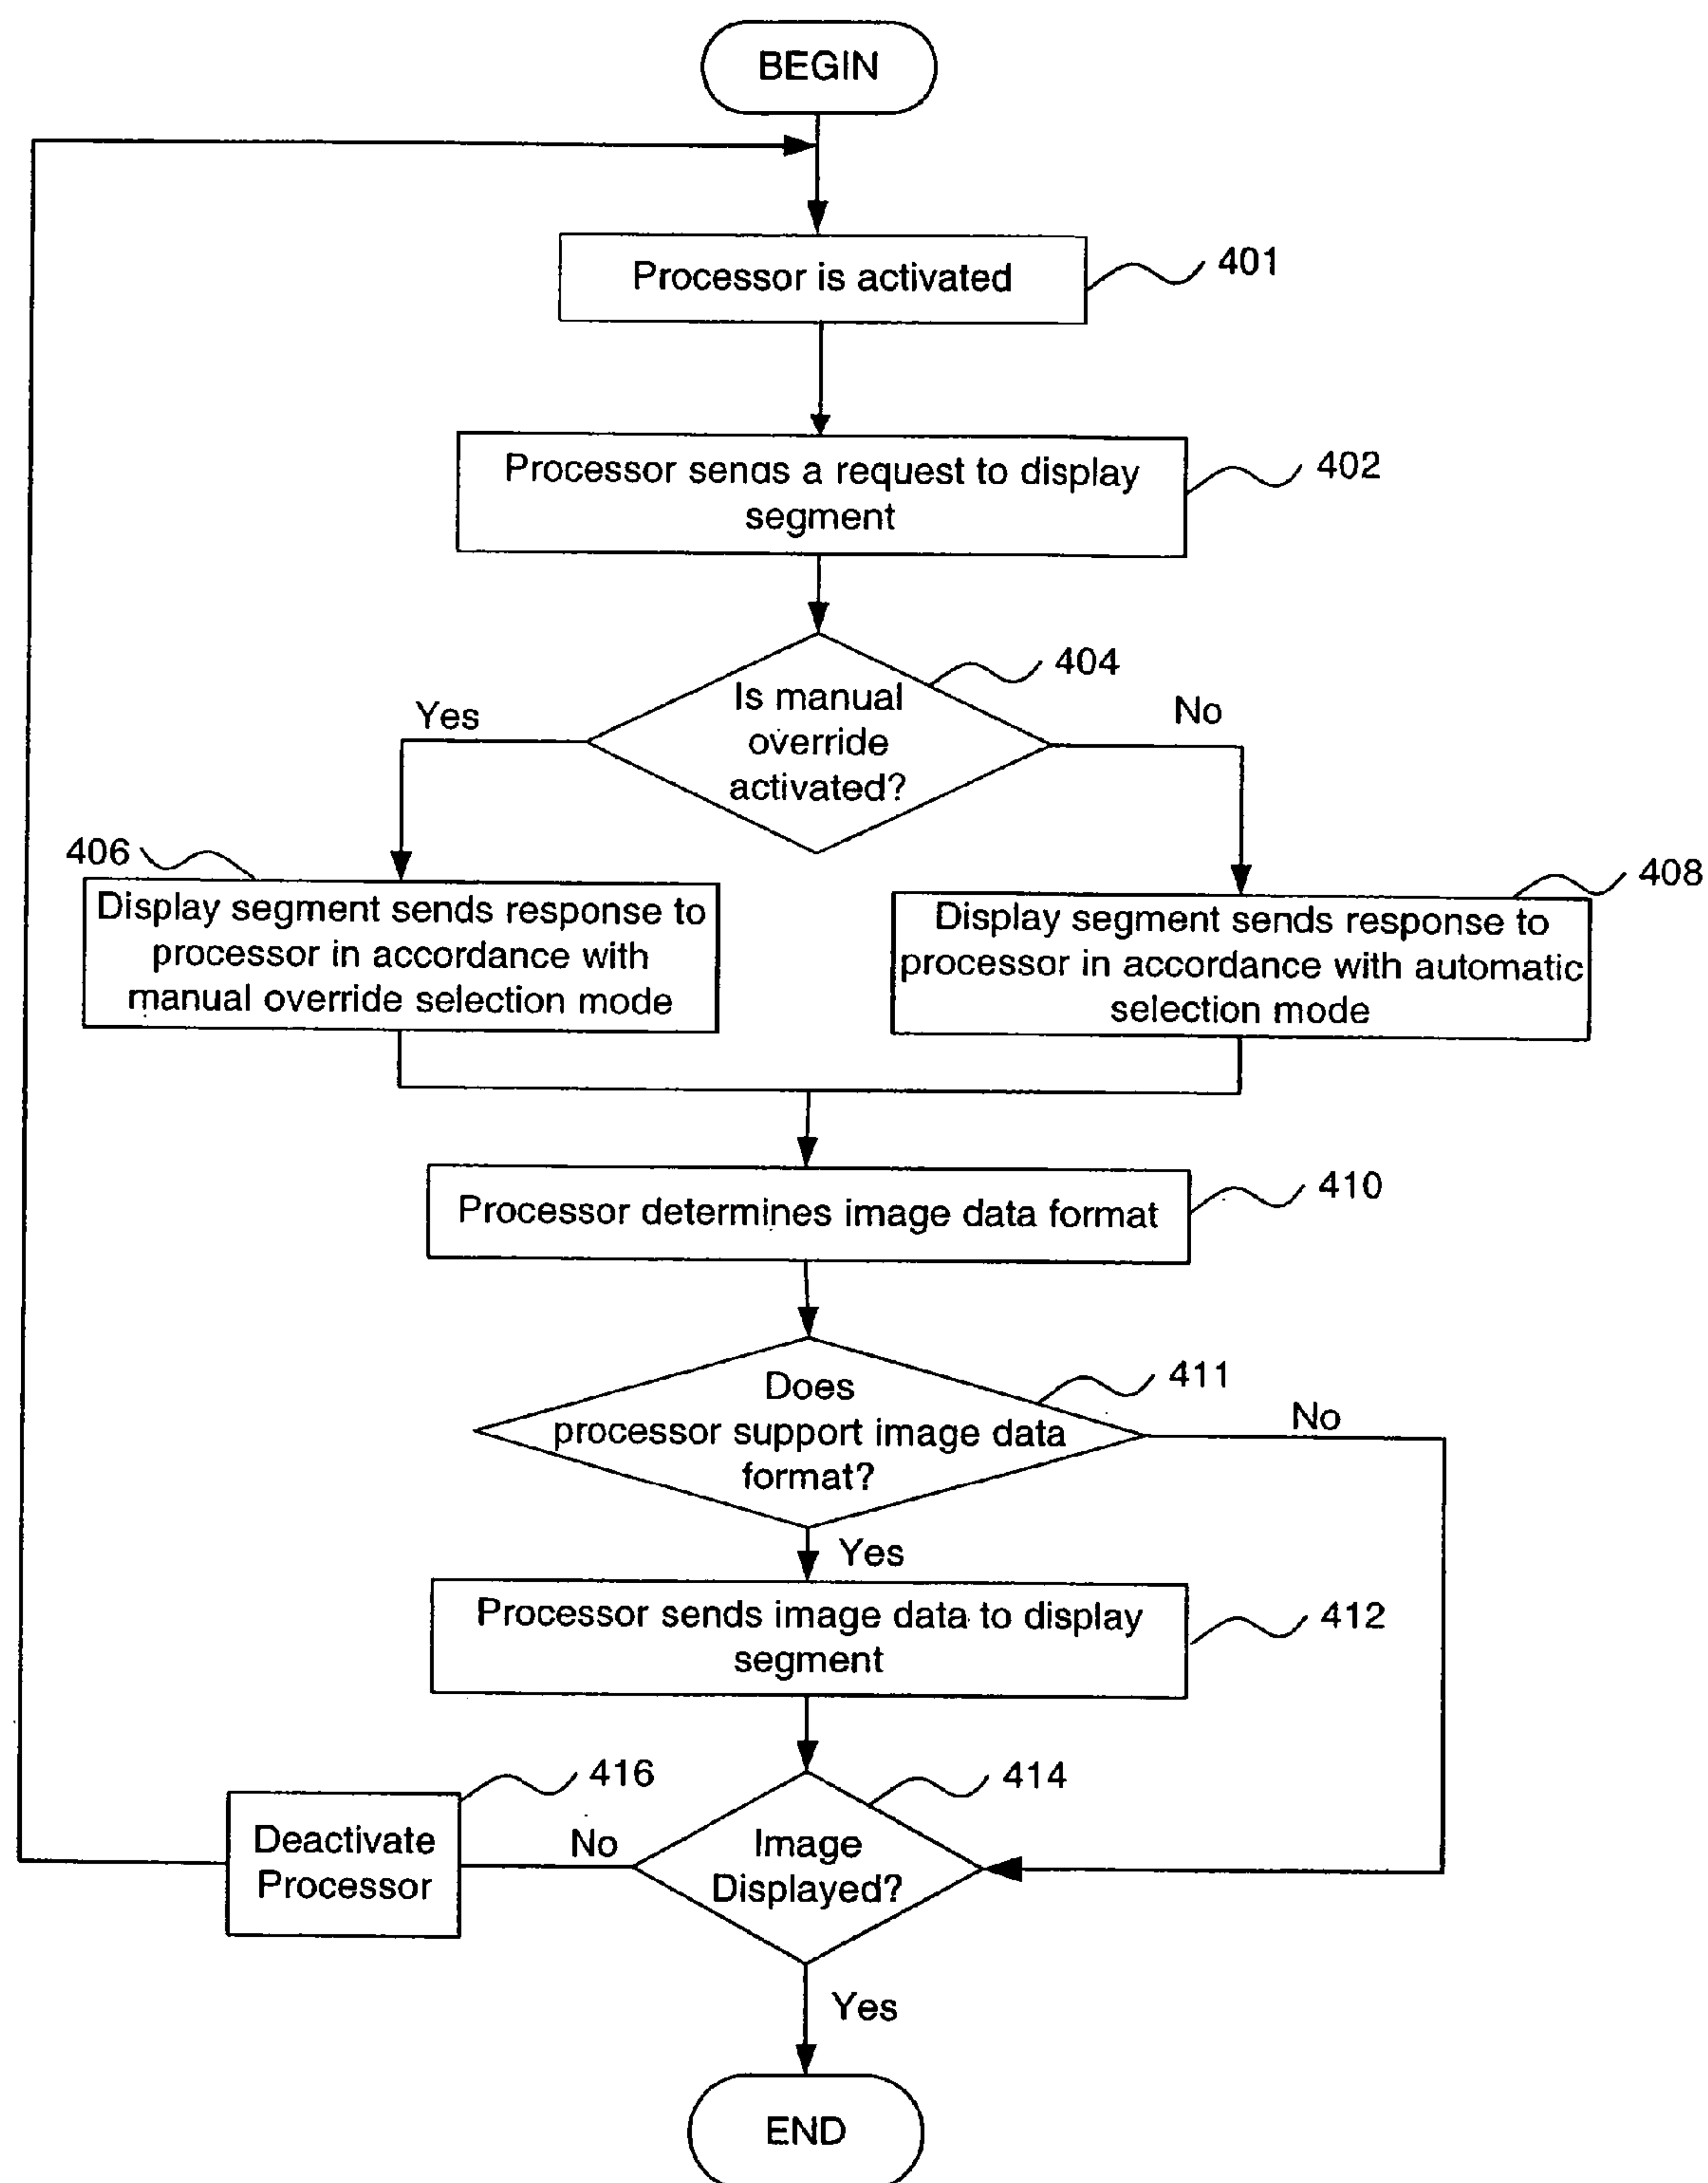 BEGIN
Processor is activated
401
Processor sends a request to display
segment
402
Is manual
override
activated?
404
Yes
No
406
Display segment sends response to
processor in accordance with
manual override selection mode
408
Display segment sends response to
processor in accordance with automatic
selection mode
Processor determines image data format
410
Does
processor support image data
format?
411
No
Yes
Processor sends image data to display
segment
412
416
Deactivate
Processor
No
Image
Displayed?
414
Yes
END